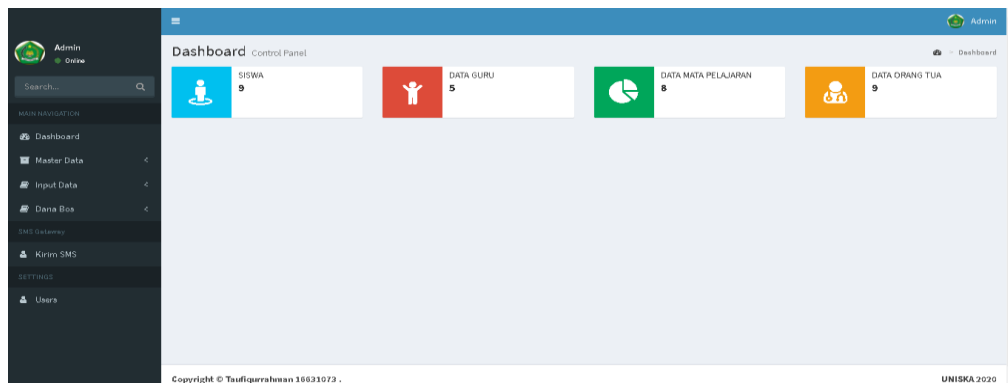 Admin
Admin
Online
Dashboard Control Panel
Dashboard
Search...
SISWA
9
DATA GURU
5
DATA MATA PELAJARAN
8
DATA ORANG TUA
9
MAIN NAVIGATION
Dashboard
Master Data
Input Data
Dana Bos
SMS Gateway
Kirim SMS
SETTINGS
Users
Copyright © Taufiqurrahman 16631073 .
UNISKA 2020